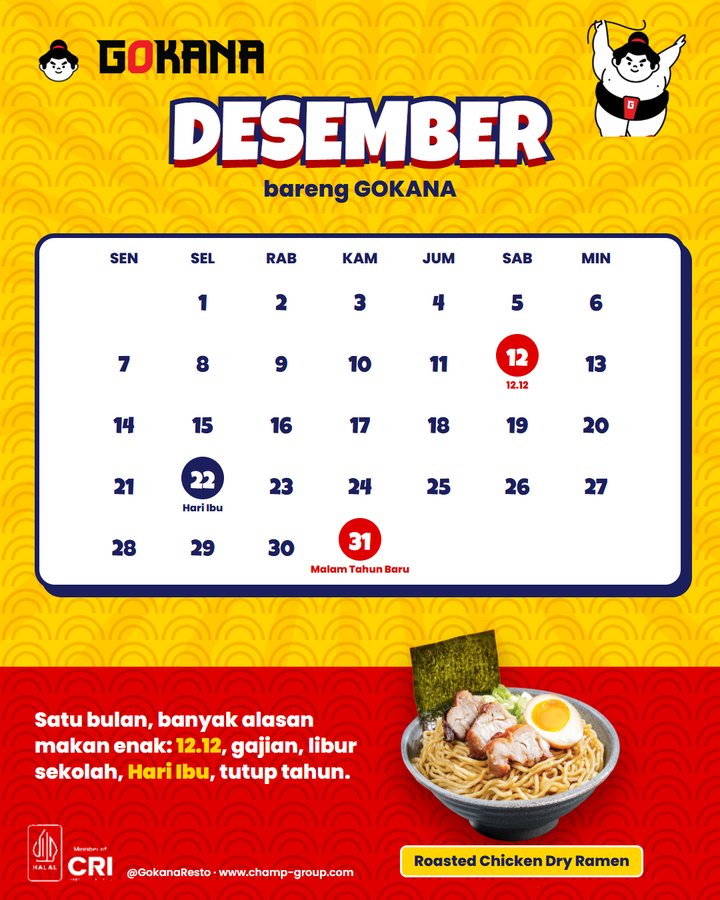 GOKANA
G
DESEMBER
bareng GOKANA
SEN SEL RAB KAM JUM SAB MIN
1 2 3 4 5 6
7 8 9 10 11 12 13
12.12
14 15 16 17 18 19 20
21 22 23 24 25 26 27
Hari Ibu
28 29 30 31
Malam Tahun Baru
Satu bulan, banyak alasan
makan enak: 12.12, gajian, libur
sekolah, Hari Ibu, tutup tahun.
HALAL
Member of
CRI
@GokanaResto · www.champ-group.com
Roasted Chicken Dry Ramen